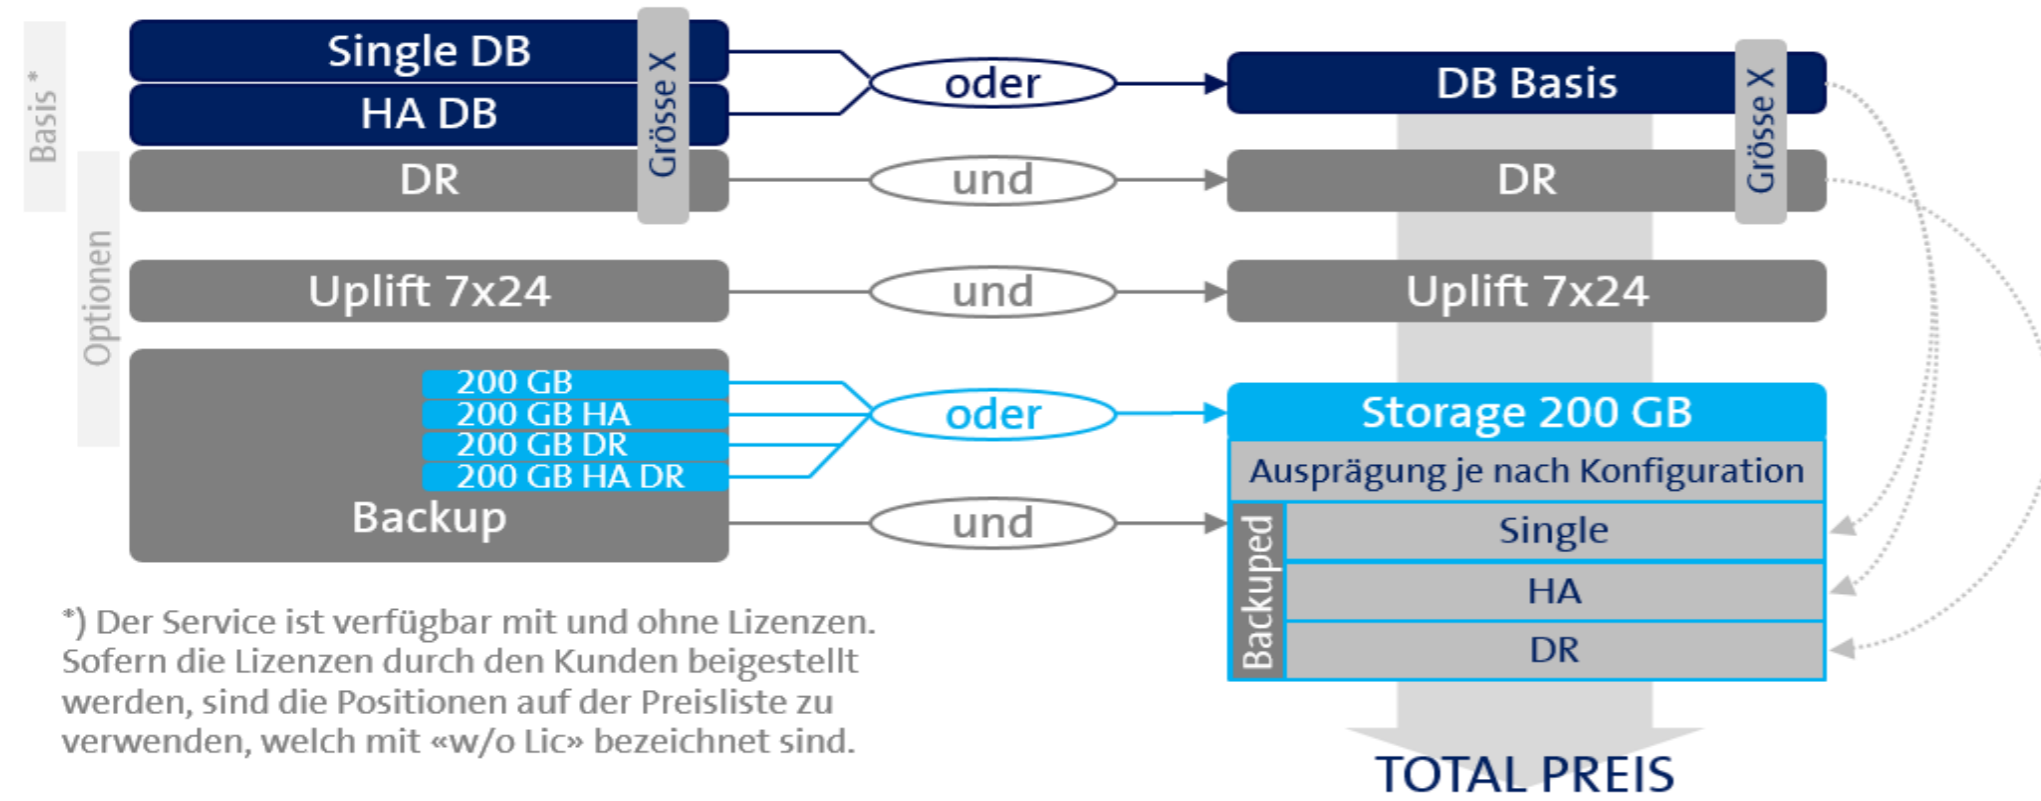 Basis *
Optionen
Single DB
HA DB
DR
Grösse X
Uplift 7x24
200 GB
200 GB HA
200 GB DR
200 GB HA DR
Backup
oder
und
und
oder
und
DB Basis
DR
Grösse X
Uplift 7x24
Storage 200 GB
Ausprägung je nach Konfiguration
Backuped
Single
HA
DR
TOTAL PREIS
*) Der Service ist verfügbar mit und ohne Lizenzen.
Sofern die Lizenzen durch den Kunden beigestellt
werden, sind die Positionen auf der Preisliste zu
verwenden, welch mit «w/o Lic» bezeichnet sind.